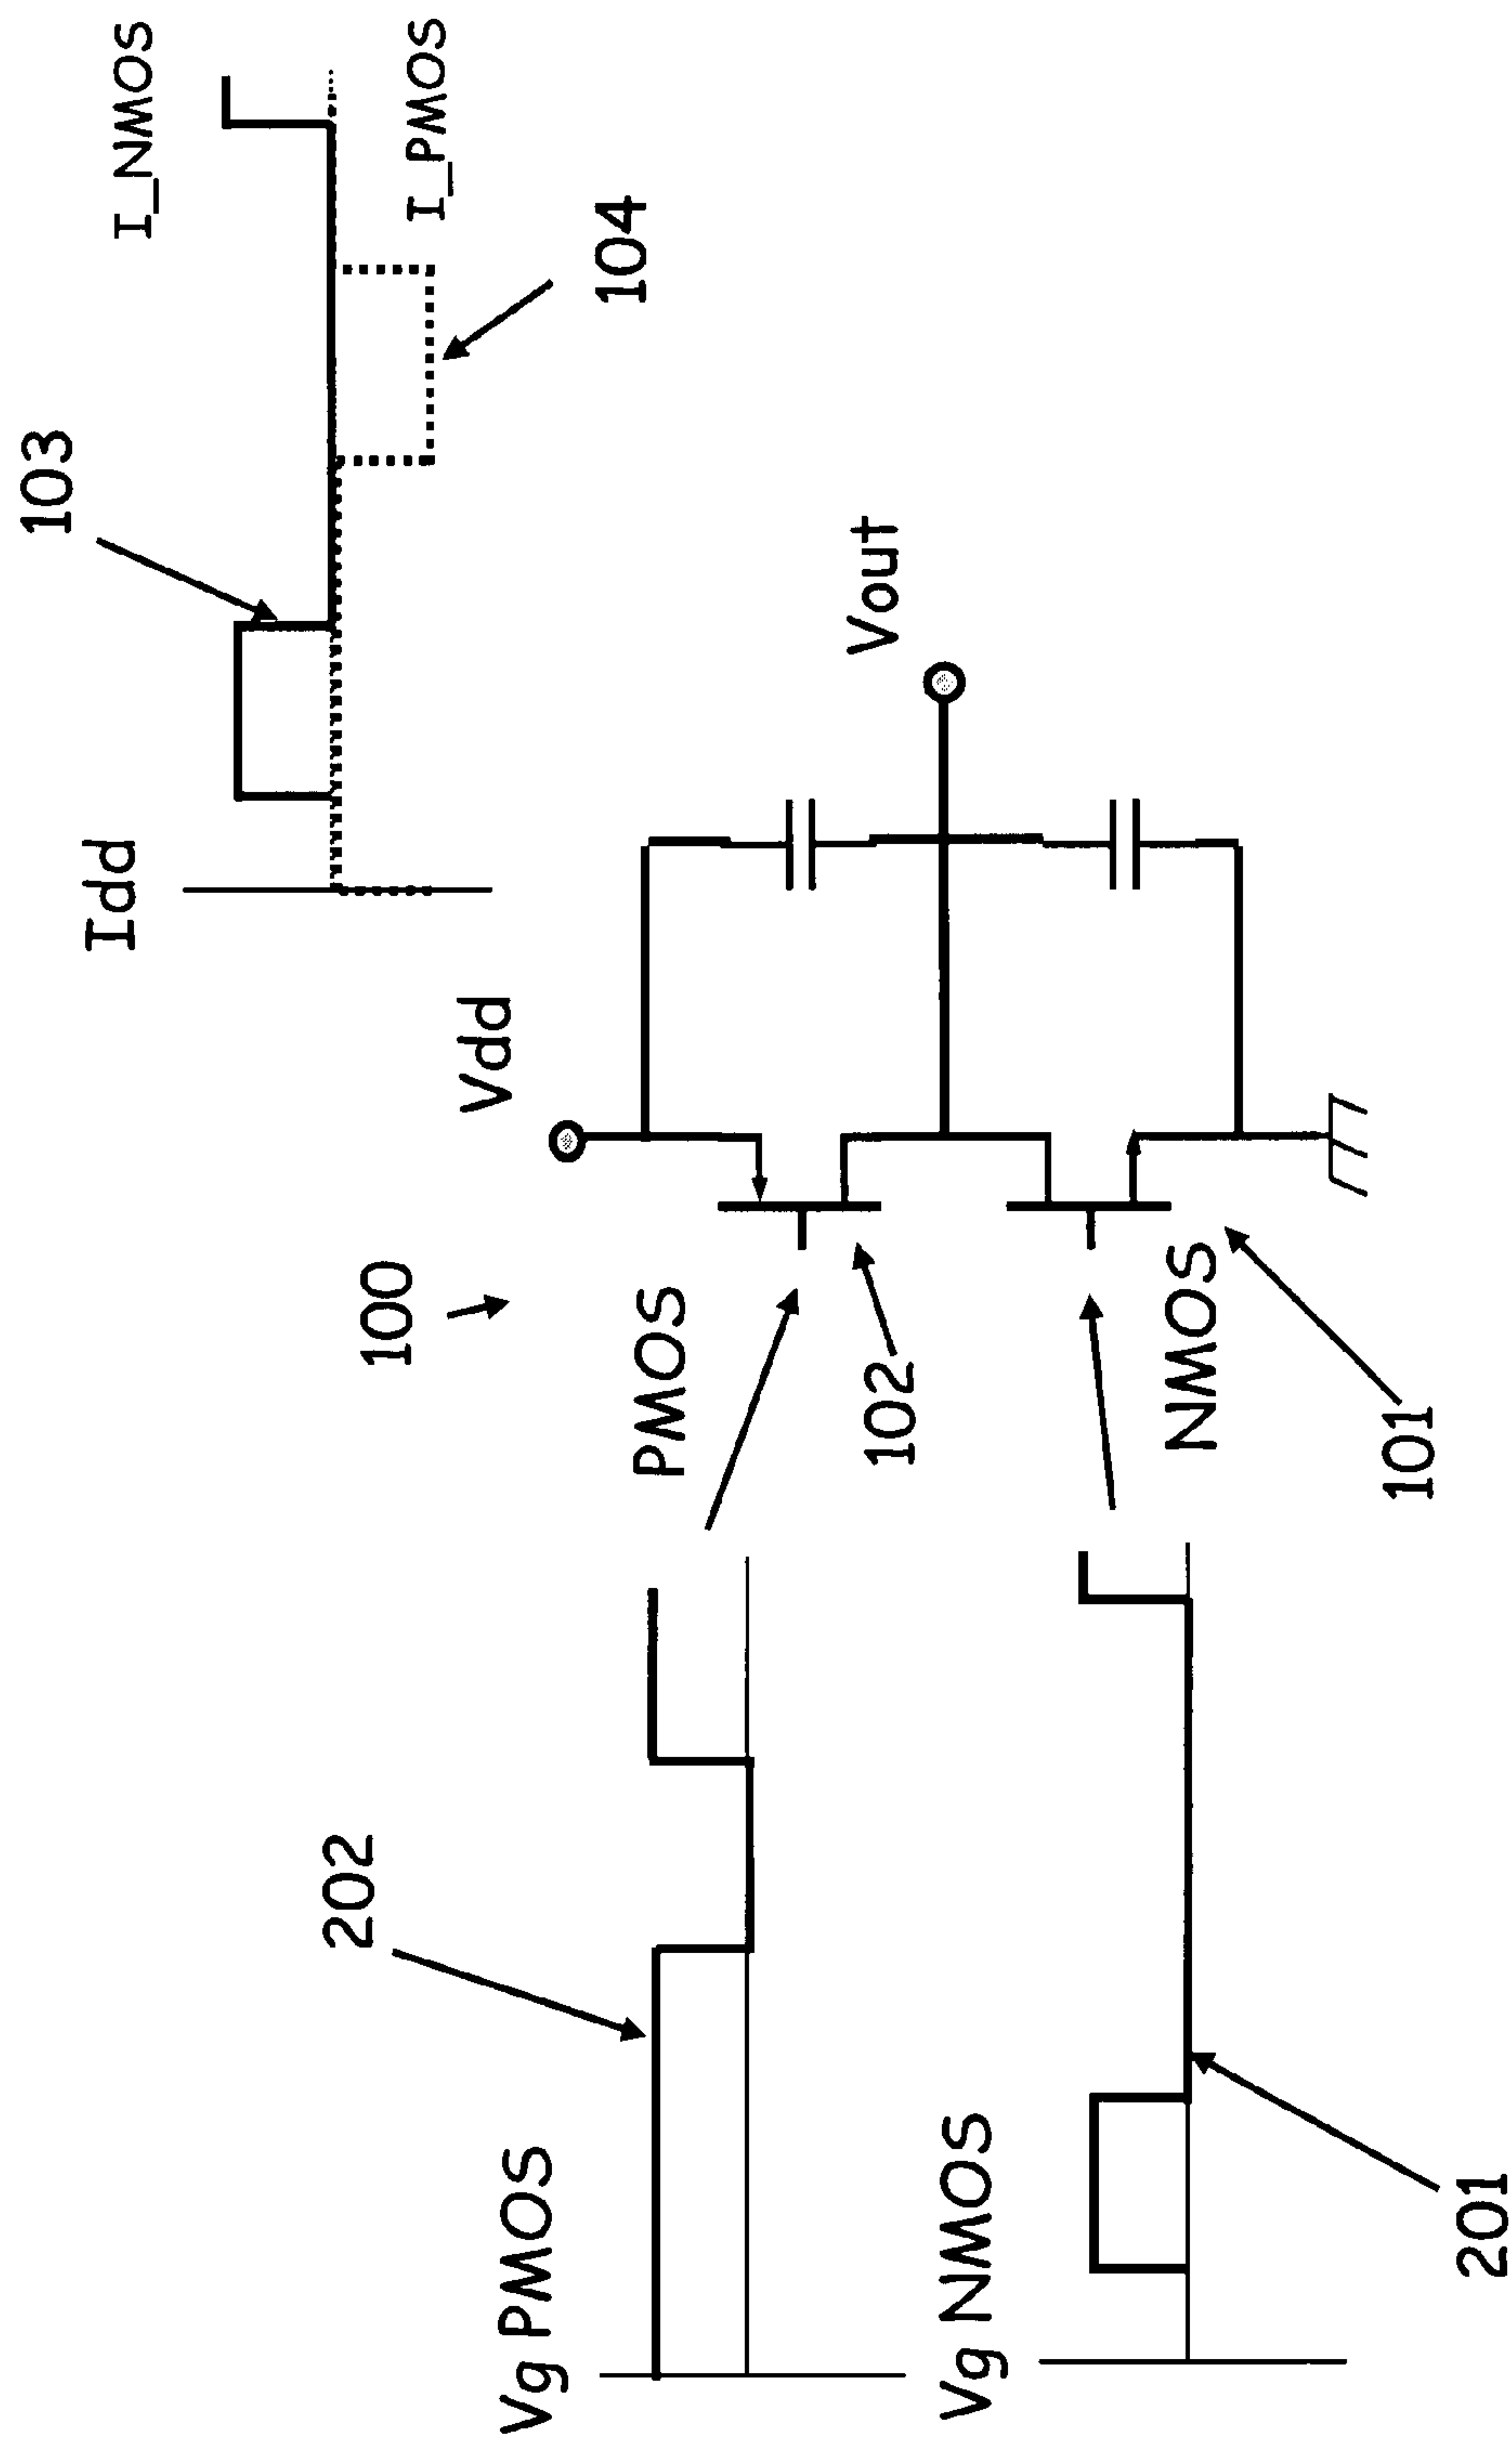 Vg PMOS
202
Vg NMOS
201
100
PMOS
102
NMOS
101
Vdd
Vout
Idd
103
I_NMOS
I_PMOS
104